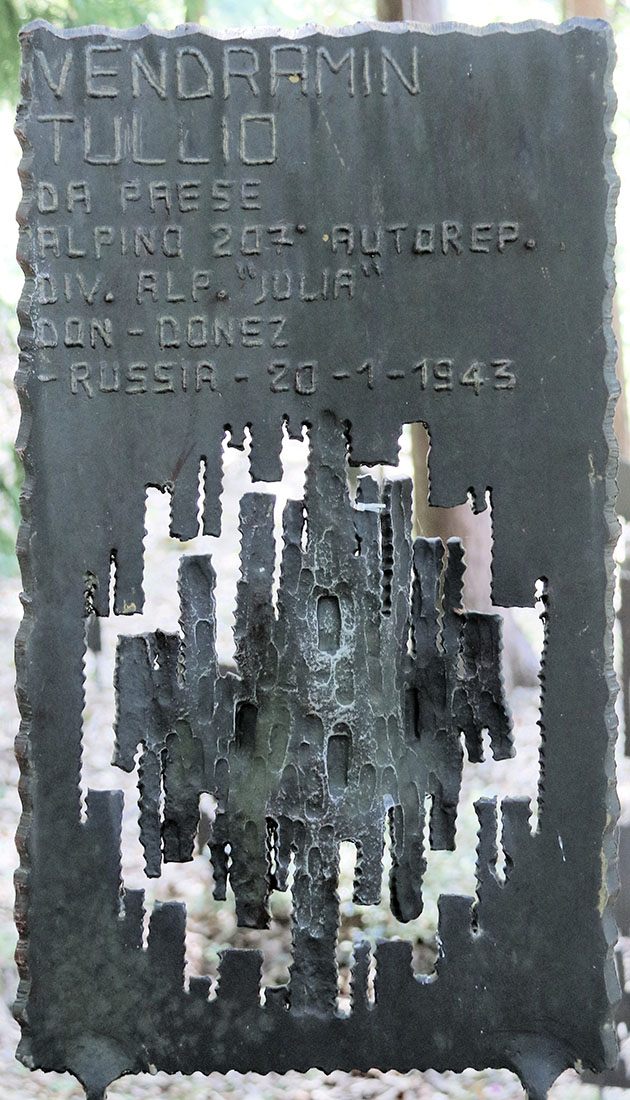 VENDRAMIN
TULLIO
DA PAESE
ALPINO 207° AUTOREP.
DIV. ALP. "JULIA"
DON - DONEZ
- RUSSIA - 20 - 1 - 1943